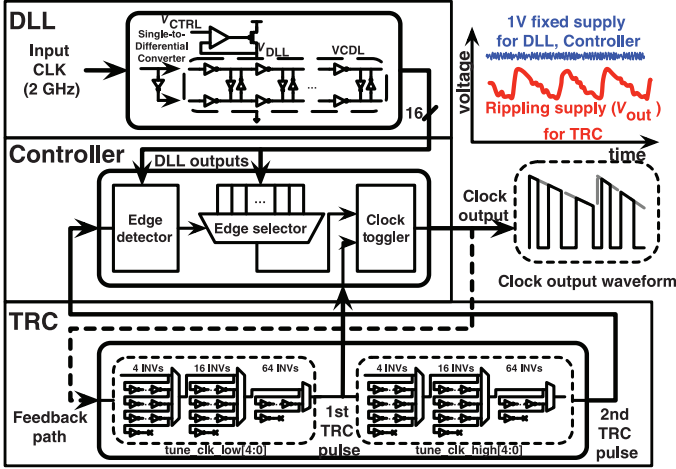 DLL
VCTRL
Single-to-
Differential
Converter
VDLL
VCDL
Input
CLK
(2 GHz)
...
...
16
1V fixed supply
for DLL, Controller
voltage
Rippling supply (Vout)
for TRC
time
Controller
DLL outputs
Edge
detector
...
Edge selector
Clock
toggler
Clock
output
Clock output waveform
TRC
4 INVs
16 INVs
64 INVs
4 INVs
16 INVs
64 INVs
Feedback
path
tune_clk_low[4:0]
1st
TRC
pulse
tune_clk_high[4:0]
2nd
TRC
pulse